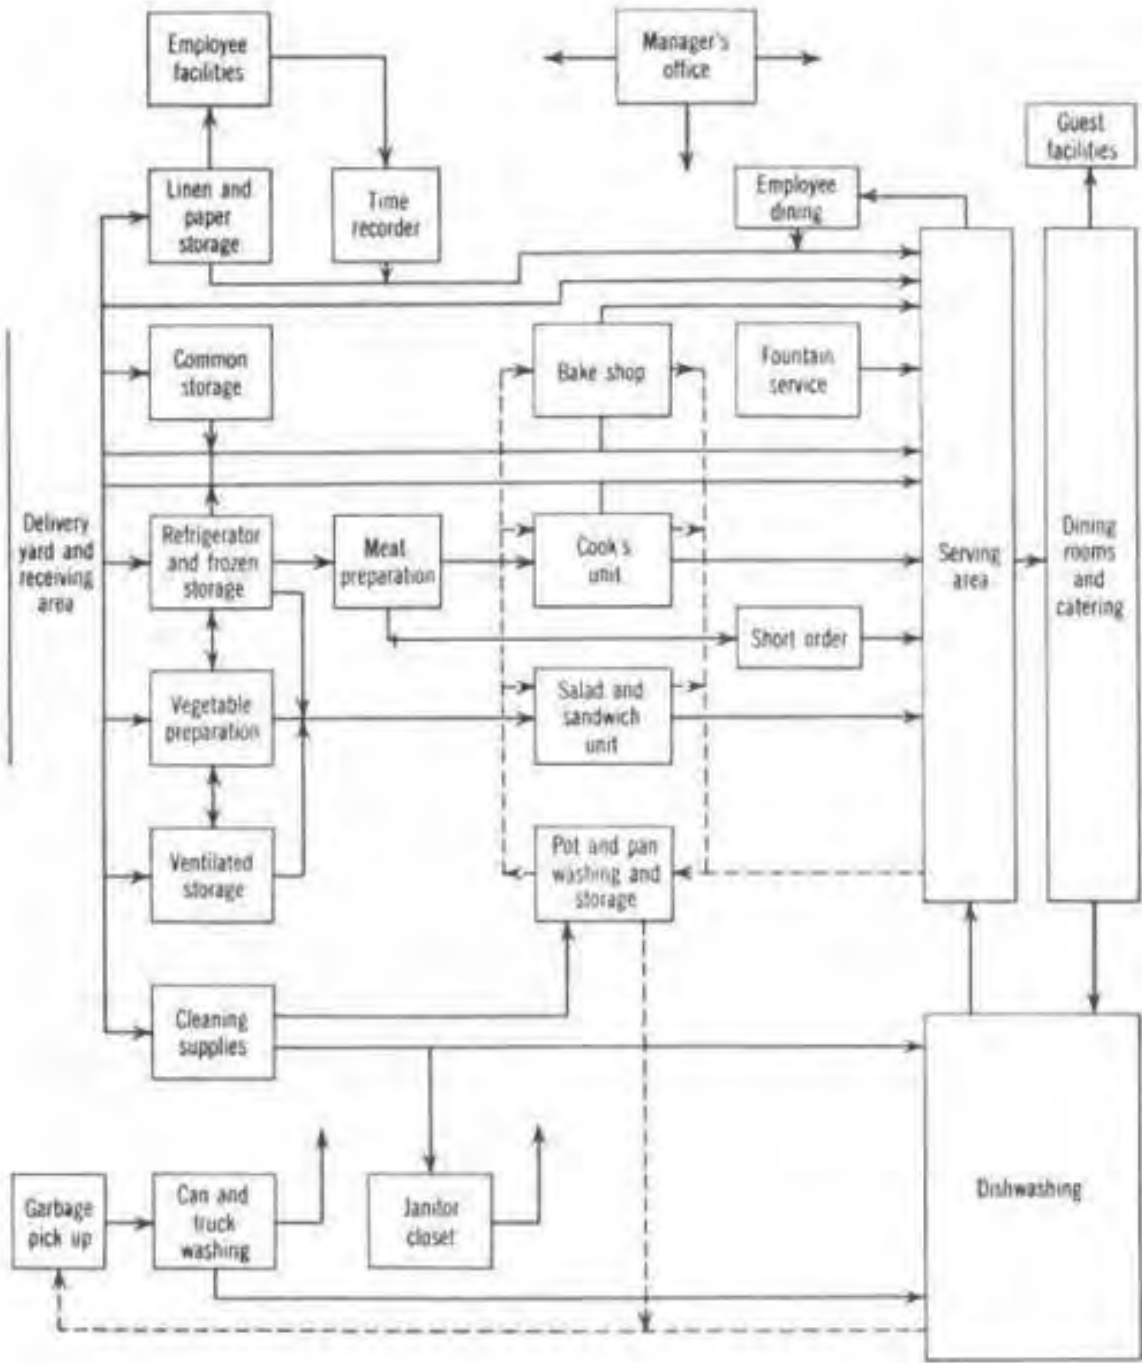 Employee
facilities
Manager's
office
Guest
facilities
Linen and
paper
storage
Time
recorder
Employee
dining
Common
storage
Bake shop
Fountain
service
Delivery
yard and
receiving
area
Refrigerator
and frozen
storage
Meat
preparation
Cook's
unit
Serving
area
Dining
rooms
and
catering
Short order
Vegetable
preparation
Salad and
sandwich
unit
Ventilated
storage
Pot and pan
washing and
storage
Cleaning
supplies
Garbage
pick up
Can and
truck
washing
Janitor
closet
Dishwashing